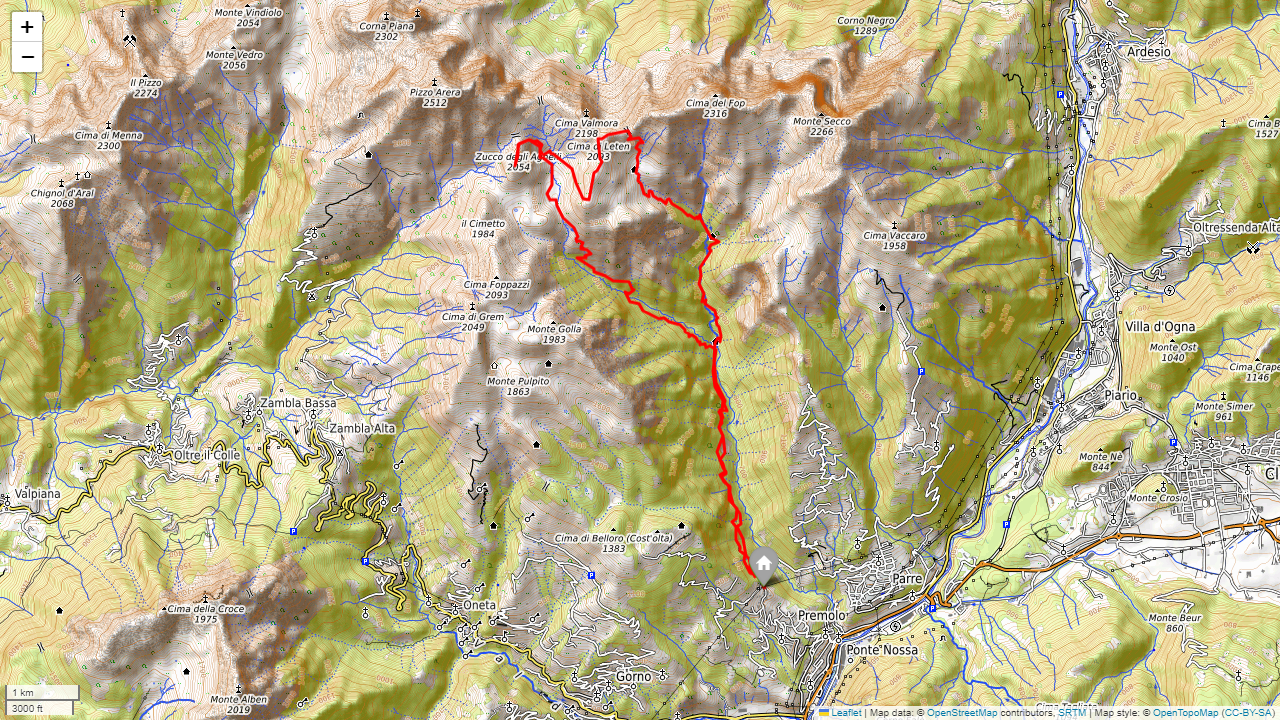 +
−
Monte Vindiolo
2054
Corna Piana
2302
Corno Negro
1289
Ardesio
Monte Vedro
2056
Il Pizzo
2274
Pizzo Arera
2512
Cima del Fop
2316
Cima Valmora
2198
Monte Secco
2266
Cima di Menna
2300
Cima di Leten
2093
1527
Zucco degli Agnelli
2054
Chignol d'Aral
2068
il Cimetto
1984
Cima Vaccaro
1958
Oltressenda Alta
Cima Foppazzi
2093
Cima di Grem
2049
Monte Golla
1983
Villa d'Ogna
Monte Ost
1040
Cima Crape
1146
Monte Pulpito
1863
Piario
Zambla Bassa
Zambla Alta
Monte Simer
961
Oltre il Colle
Monte Nè
844
Valpiana
Monte Crosio
Cima di Belloro (Cost'olta)
1383
Parre
Oneta
Cima della Croce
1975
Premolo
Monte Beur
860
Ponte Nossa
Gorno
Monte Alben
2019
1 km
3000 ft
Leaflet | Map data: © OpenStreetMap contributors, SRTM | Map style: © OpenTopoMap (CC-BY-SA)